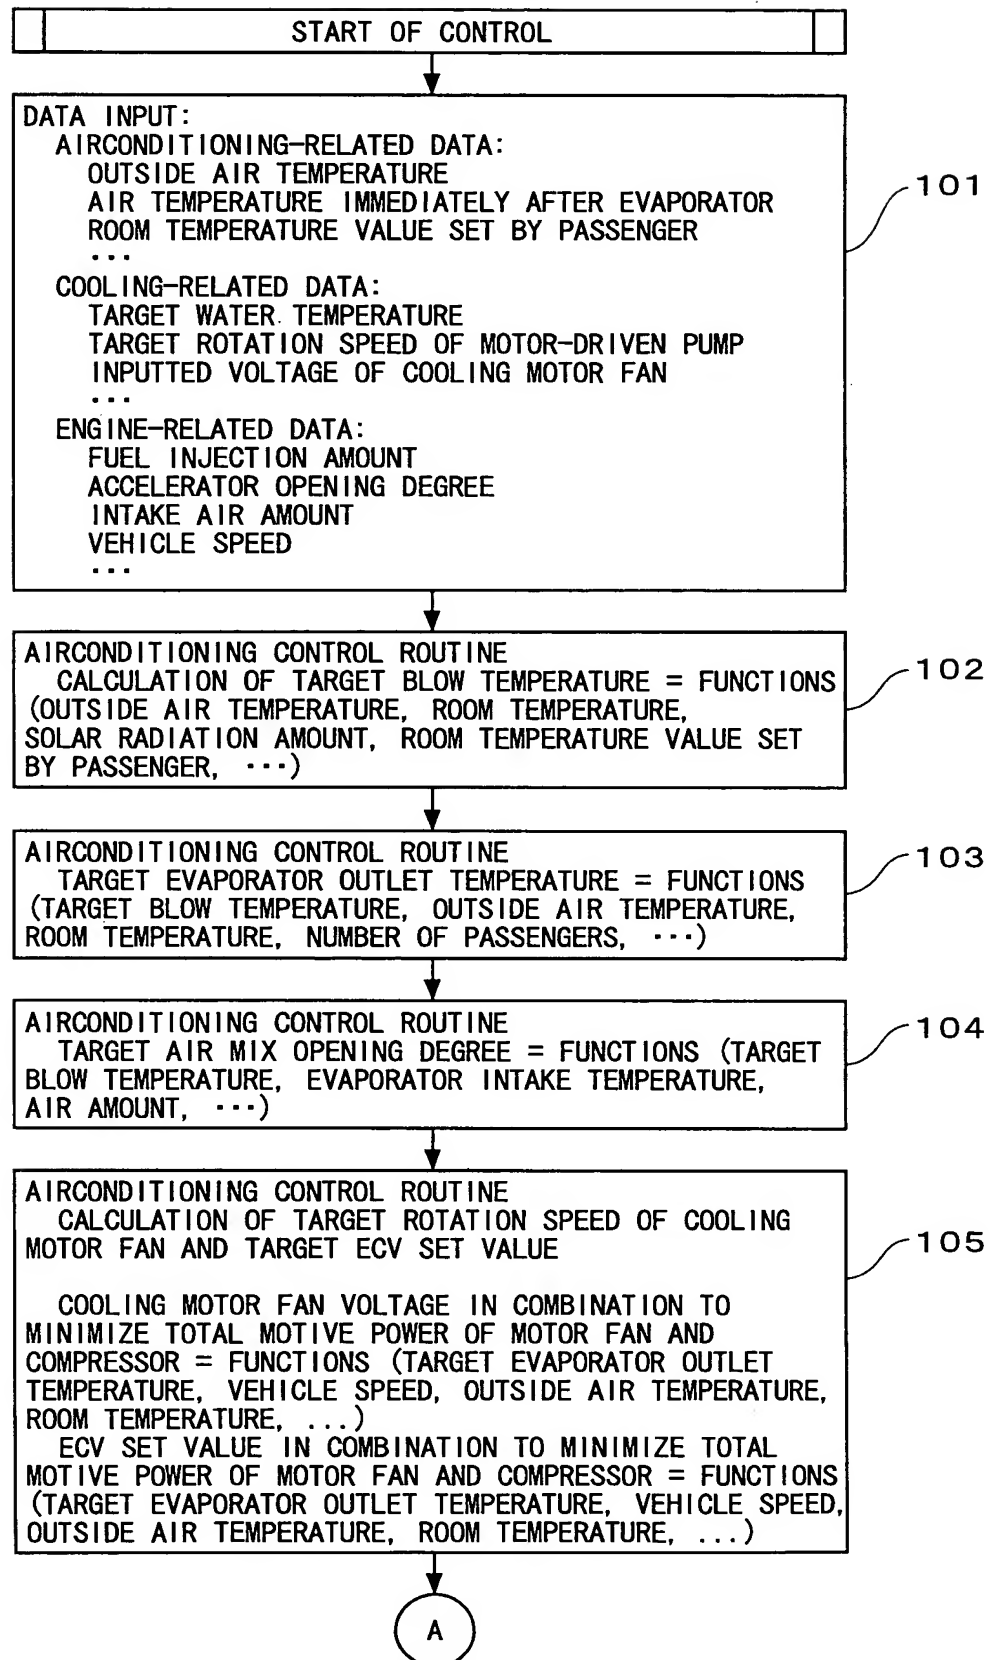 START OF CONTROL
DATA INPUT:
AIRCONDITIONING-RELATED DATA:
OUTSIDE AIR TEMPERATURE
AIR TEMPERATURE IMMEDIATELY AFTER EVAPORATOR
ROOM TEMPERATURE VALUE SET BY PASSENGER
...
COOLING-RELATED DATA:
TARGET WATER TEMPERATURE
TARGET ROTATION SPEED OF MOTOR-DRIVEN PUMP
INPUTTED VOLTAGE OF COOLING MOTOR FAN
...
ENGINE-RELATED DATA:
FUEL INJECTION AMOUNT
ACCELERATOR OPENING DEGREE
INTAKE AIR AMOUNT
VEHICLE SPEED
...
101
AIRCONDITIONING CONTROL ROUTINE
CALCULATION OF TARGET BLOW TEMPERATURE = FUNCTIONS
(OUTSIDE AIR TEMPERATURE, ROOM TEMPERATURE,
SOLAR RADIATION AMOUNT, ROOM TEMPERATURE VALUE SET
BY PASSENGER, ···)
102
AIRCONDITIONING CONTROL ROUTINE
TARGET EVAPORATOR OUTLET TEMPERATURE = FUNCTIONS
(TARGET BLOW TEMPERATURE, OUTSIDE AIR TEMPERATURE,
ROOM TEMPERATURE, NUMBER OF PASSENGERS, ···)
103
AIRCONDITIONING CONTROL ROUTINE
TARGET AIR MIX OPENING DEGREE = FUNCTIONS (TARGET
BLOW TEMPERATURE, EVAPORATOR INTAKE TEMPERATURE,
AIR AMOUNT, ···)
104
AIRCONDITIONING CONTROL ROUTINE
CALCULATION OF TARGET ROTATION SPEED OF COOLING
MOTOR FAN AND TARGET ECV SET VALUE
COOLING MOTOR FAN VOLTAGE IN COMBINATION TO
MINIMIZE TOTAL MOTIVE POWER OF MOTOR FAN AND
COMPRESSOR = FUNCTIONS (TARGET EVAPORATOR OUTLET
TEMPERATURE, VEHICLE SPEED, OUTSIDE AIR TEMPERATURE,
ROOM TEMPERATURE, ...)
ECV SET VALUE IN COMBINATION TO MINIMIZE TOTAL
MOTIVE POWER OF MOTOR FAN AND COMPRESSOR = FUNCTIONS
(TARGET EVAPORATOR OUTLET TEMPERATURE, VEHICLE SPEED,
OUTSIDE AIR TEMPERATURE, ROOM TEMPERATURE, ...)
105
A